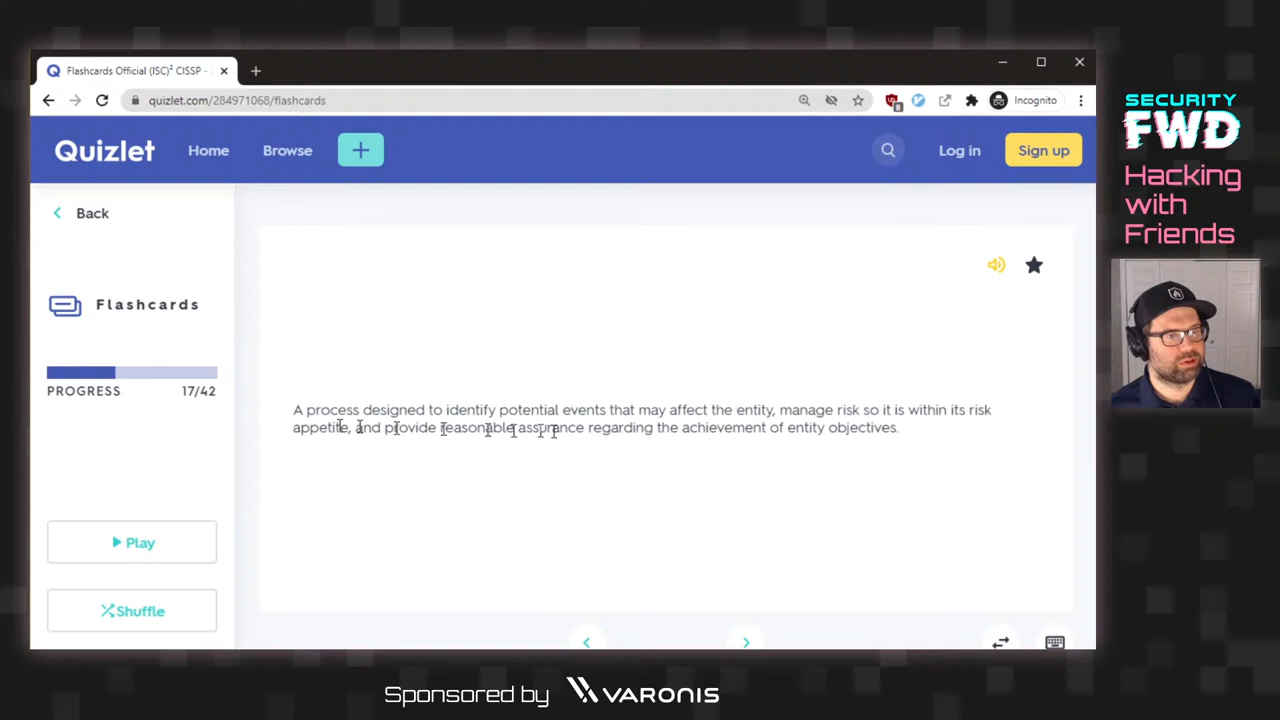 Flashcards Official (ISC)² CISSP -
quizlet.com/284971068/flashcards
8
Incognito
Quizlet
Home
Browse
Log in
Sign up
Back
Flashcards
PROGRESS
17/42
A process designed to identify potential events that may affect the entity, manage risk so it is within its risk
appetite, and provide reasonable assurance regarding the achievement of entity objectives.
Play
Shuffle
SECURITY
FWD
Hacking
with
Friends
Sponsored by VARONIS